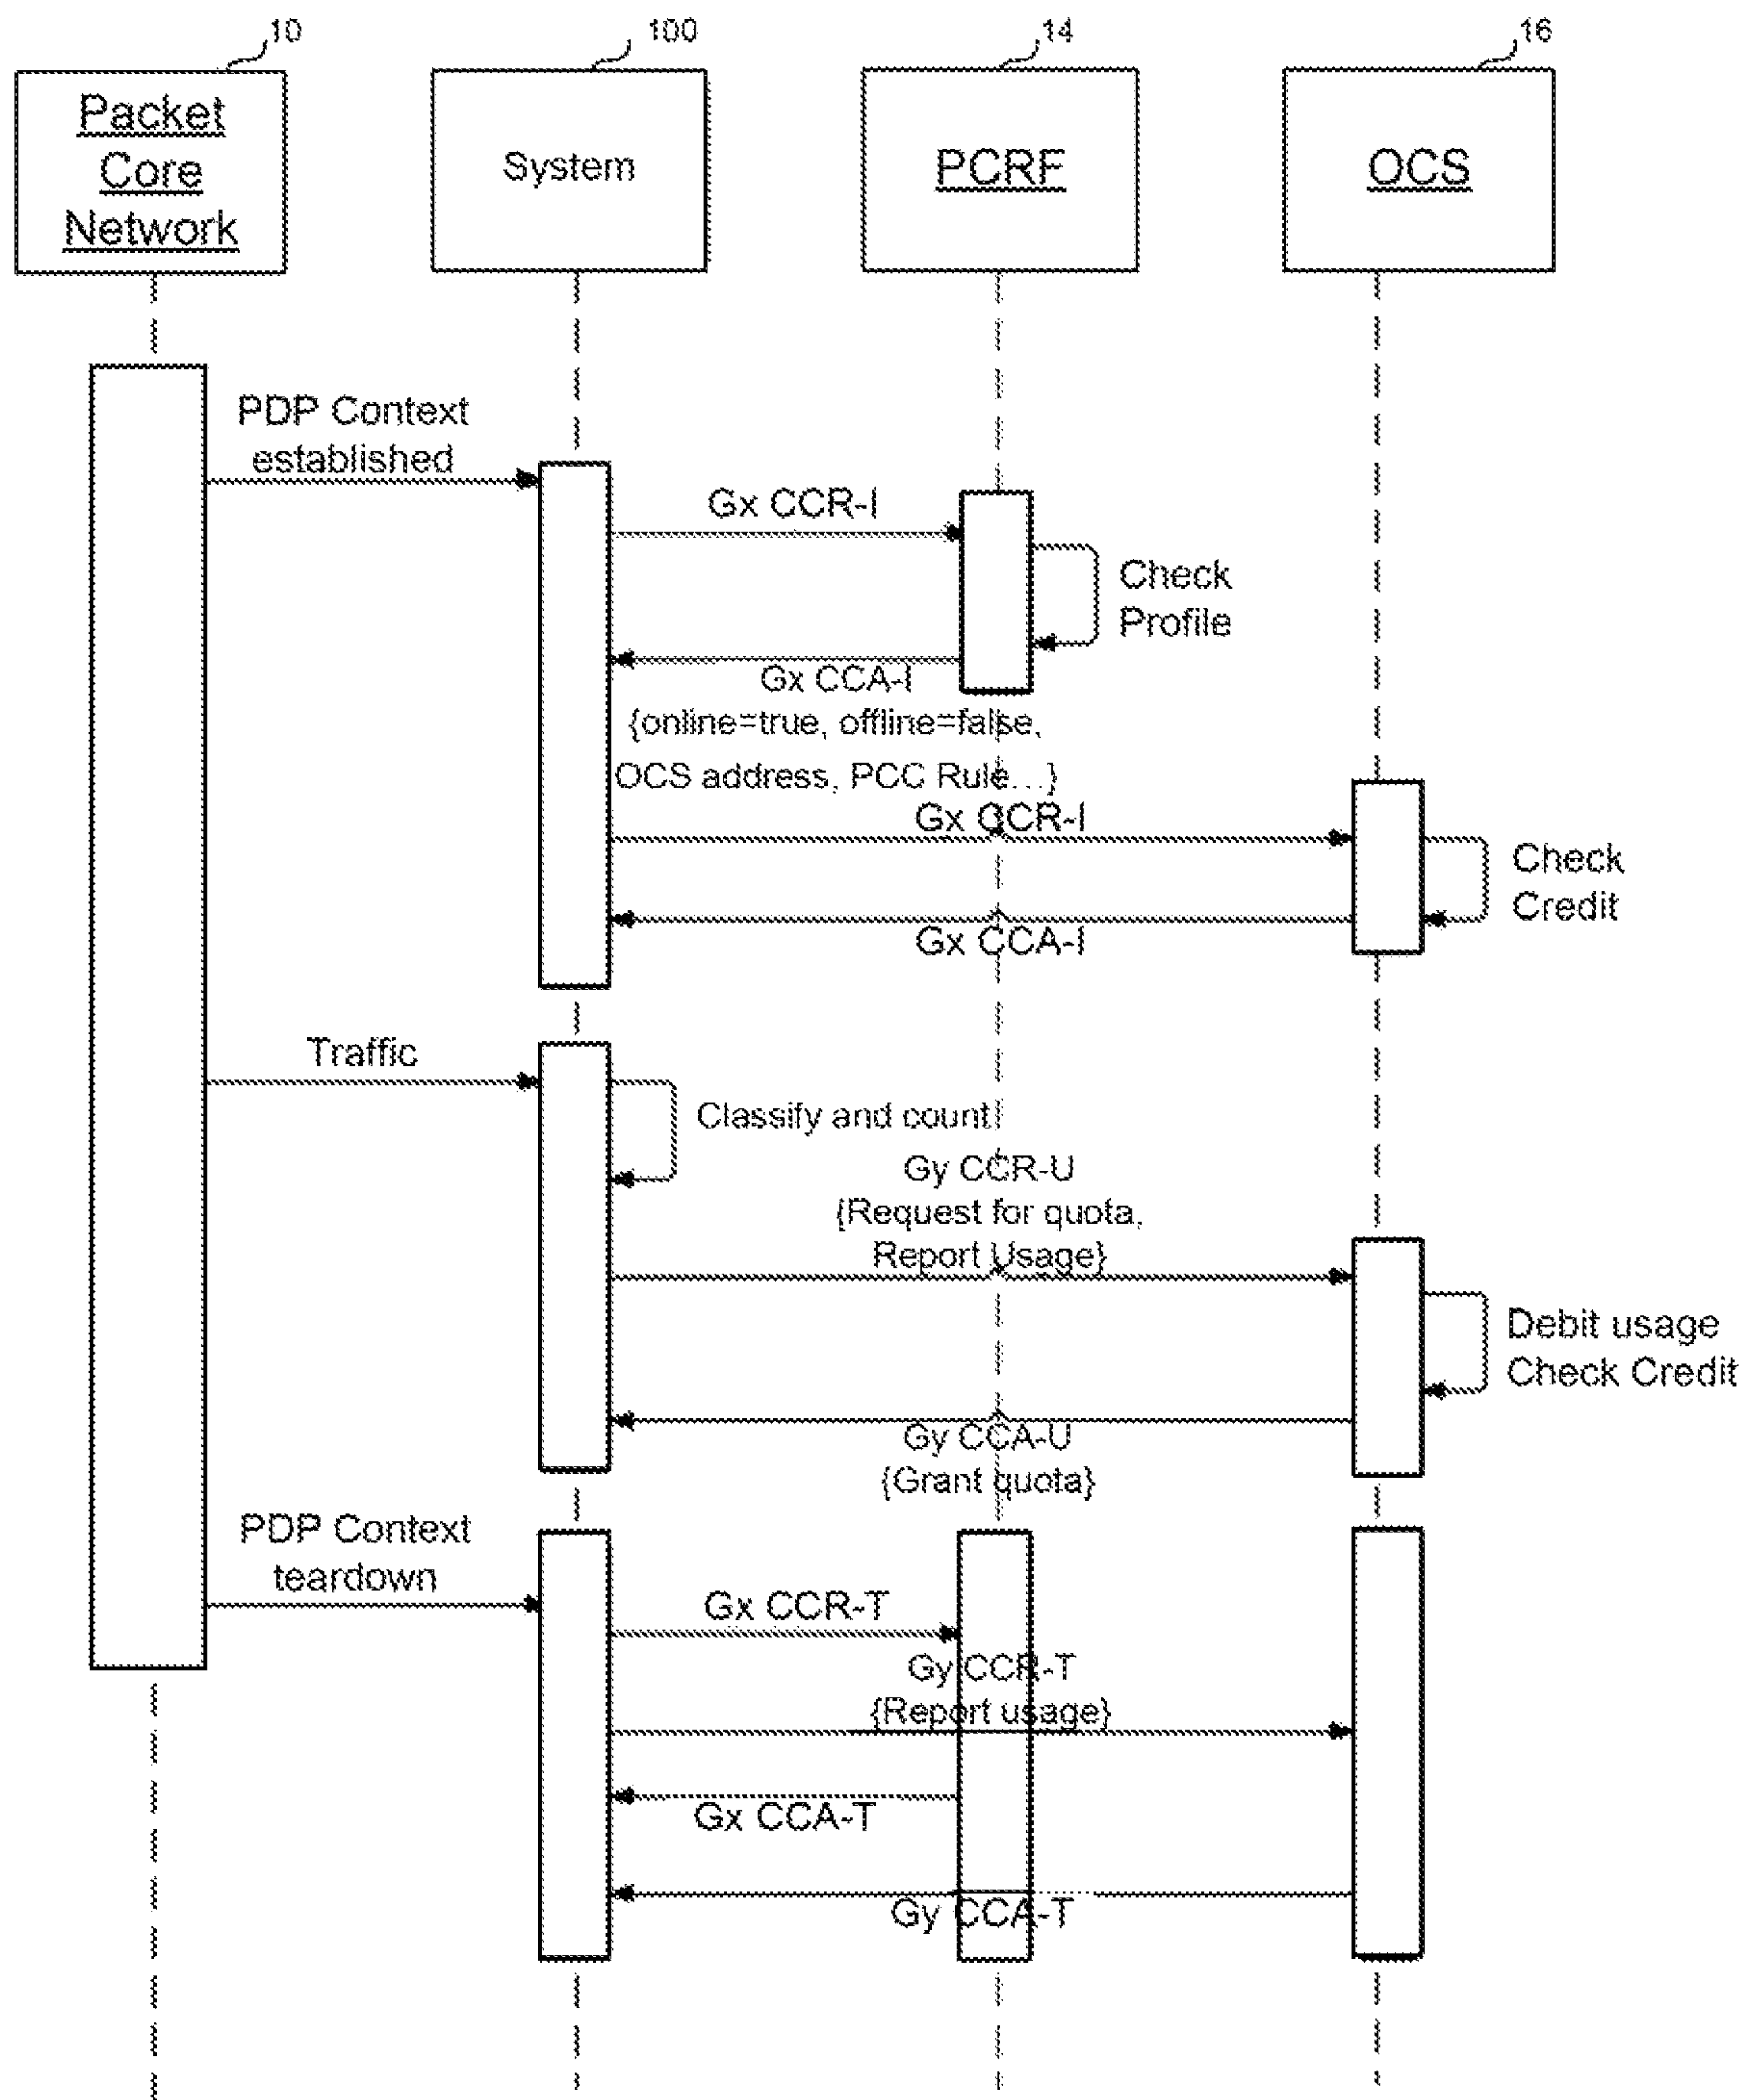 10
100
14
16
Packet
Core
Network
System
PCRF
OCS
PDP Context
established
Gx CCR-I
Check
Profile
Gx CCA-I
{online=true, offline=false,
OCS address, PCC Rule...}
Gx CCR-I
Check
Credit
Gx CCA-I
Traffic
Classify and count
Gy CCR-U
{Request for quota,
Report Usage}
Debit usage
Check Credit
Gy CCA-U
{Grant quota}
PDP Context
teardown
Gx CCR-T
Gy CCR-T
{Report usage}
Gx CCA-T
Gy CCA-T